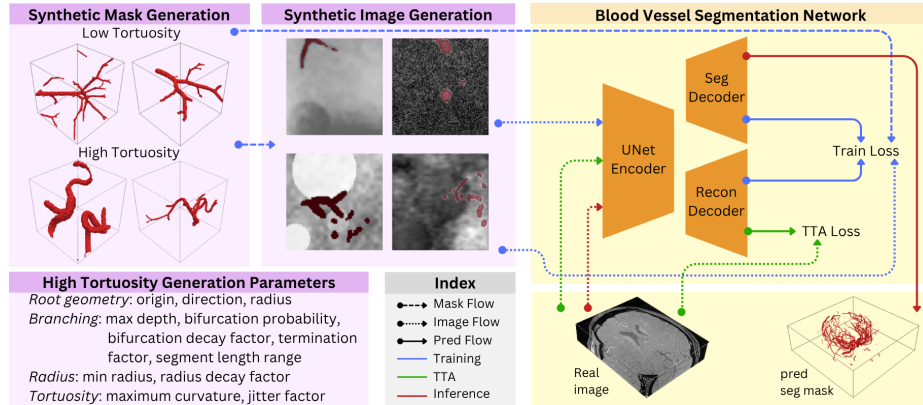 Synthetic Mask Generation
Low Tortuosity
High Tortuosity
Synthetic Image Generation
Blood Vessel Segmentation Network
Seg
Decoder
UNet
Encoder
Recon
Decoder
Train Loss
TTA Loss
High Tortuosity Generation Parameters
Root geometry: origin, direction, radius
Branching: max depth, bifurcation probability,
bifurcation decay factor, termination
factor, segment length range
Radius: min radius, radius decay factor
Tortuosity: maximum curvature, jitter factor
Index
Mask Flow
Image Flow
Pred Flow
Training
TTA
Inference
Real
image
pred
seg mask